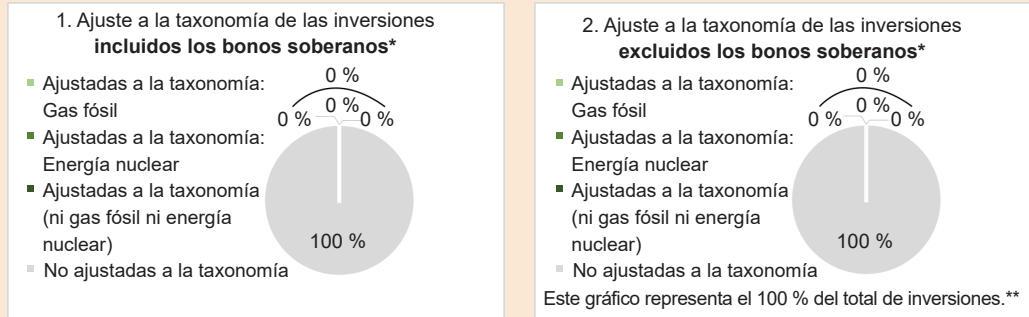 1. Ajuste a la taxonomía de las inversiones
incluidos los bonos soberanos*
Ajustadas a la taxonomía:
Gas fósil
Ajustadas a la taxonomía:
Energía nuclear
Ajustadas a la taxonomía
(ni gas fósil ni energía
nuclear)
No ajustadas a la taxonomía
0 %
0 %
0 %
0 %
100 %
2. Ajuste a la taxonomía de las inversiones
excluidos los bonos soberanos*
Ajustadas a la taxonomía:
Gas fósil
Ajustadas a la taxonomía:
Energía nuclear
Ajustadas a la taxonomía
(ni gas fósil ni energía
nuclear)
No ajustadas a la taxonomía
0 %
0 %
0 %
0 %
100 %
Este gráfico representa el 100 % del total de inversiones.**